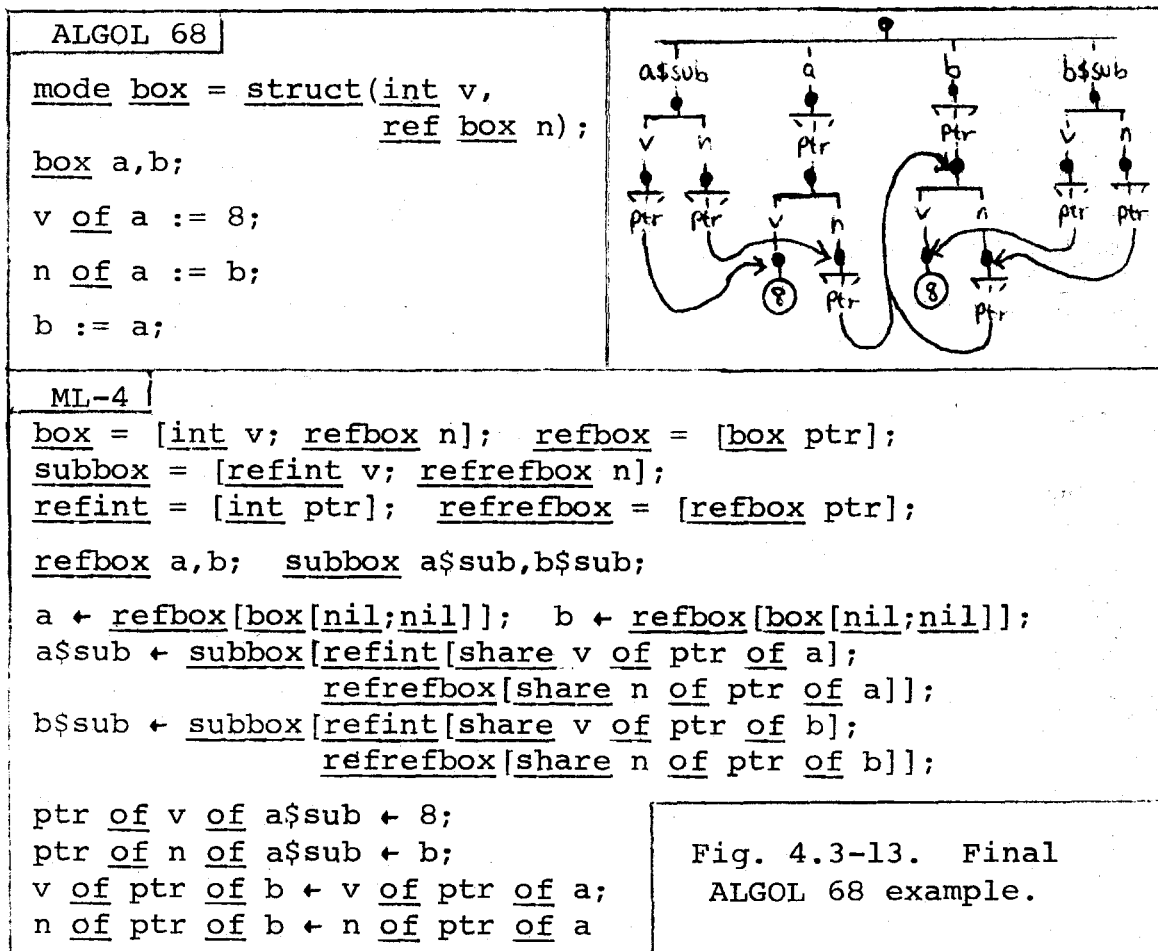 ALGOL 68
mode box = struct(int v,
ref box n);
box a,b;
v of a := 8;
n of a := b;
b := a;
a$sub a b b$sub
v n ptr ptr v n
ptr ptr v n v n ptr ptr
8 ptr 8 ptr
ML-4
box = [int v; refbox n]; refbox = [box ptr];
subbox = [refint v; refrefbox n];
refint = [int ptr]; refrefbox = [refbox ptr];
refbox a,b; subbox a$sub,b$sub;
a ← refbox[box[nil;nil]]; b ← refbox[box[nil;nil]];
a$sub ← subbox[refint[share v of ptr of a];
refrefbox[share n of ptr of a]];
b$sub ← subbox[refint[share v of ptr of b];
refrefbox[share n of ptr of b]];
ptr of v of a$sub ← 8;
ptr of n of a$sub ← b;
v of ptr of b ← v of ptr of a;
n of ptr of b ← n of ptr of a
Fig. 4.3-13. Final
ALGOL 68 example.